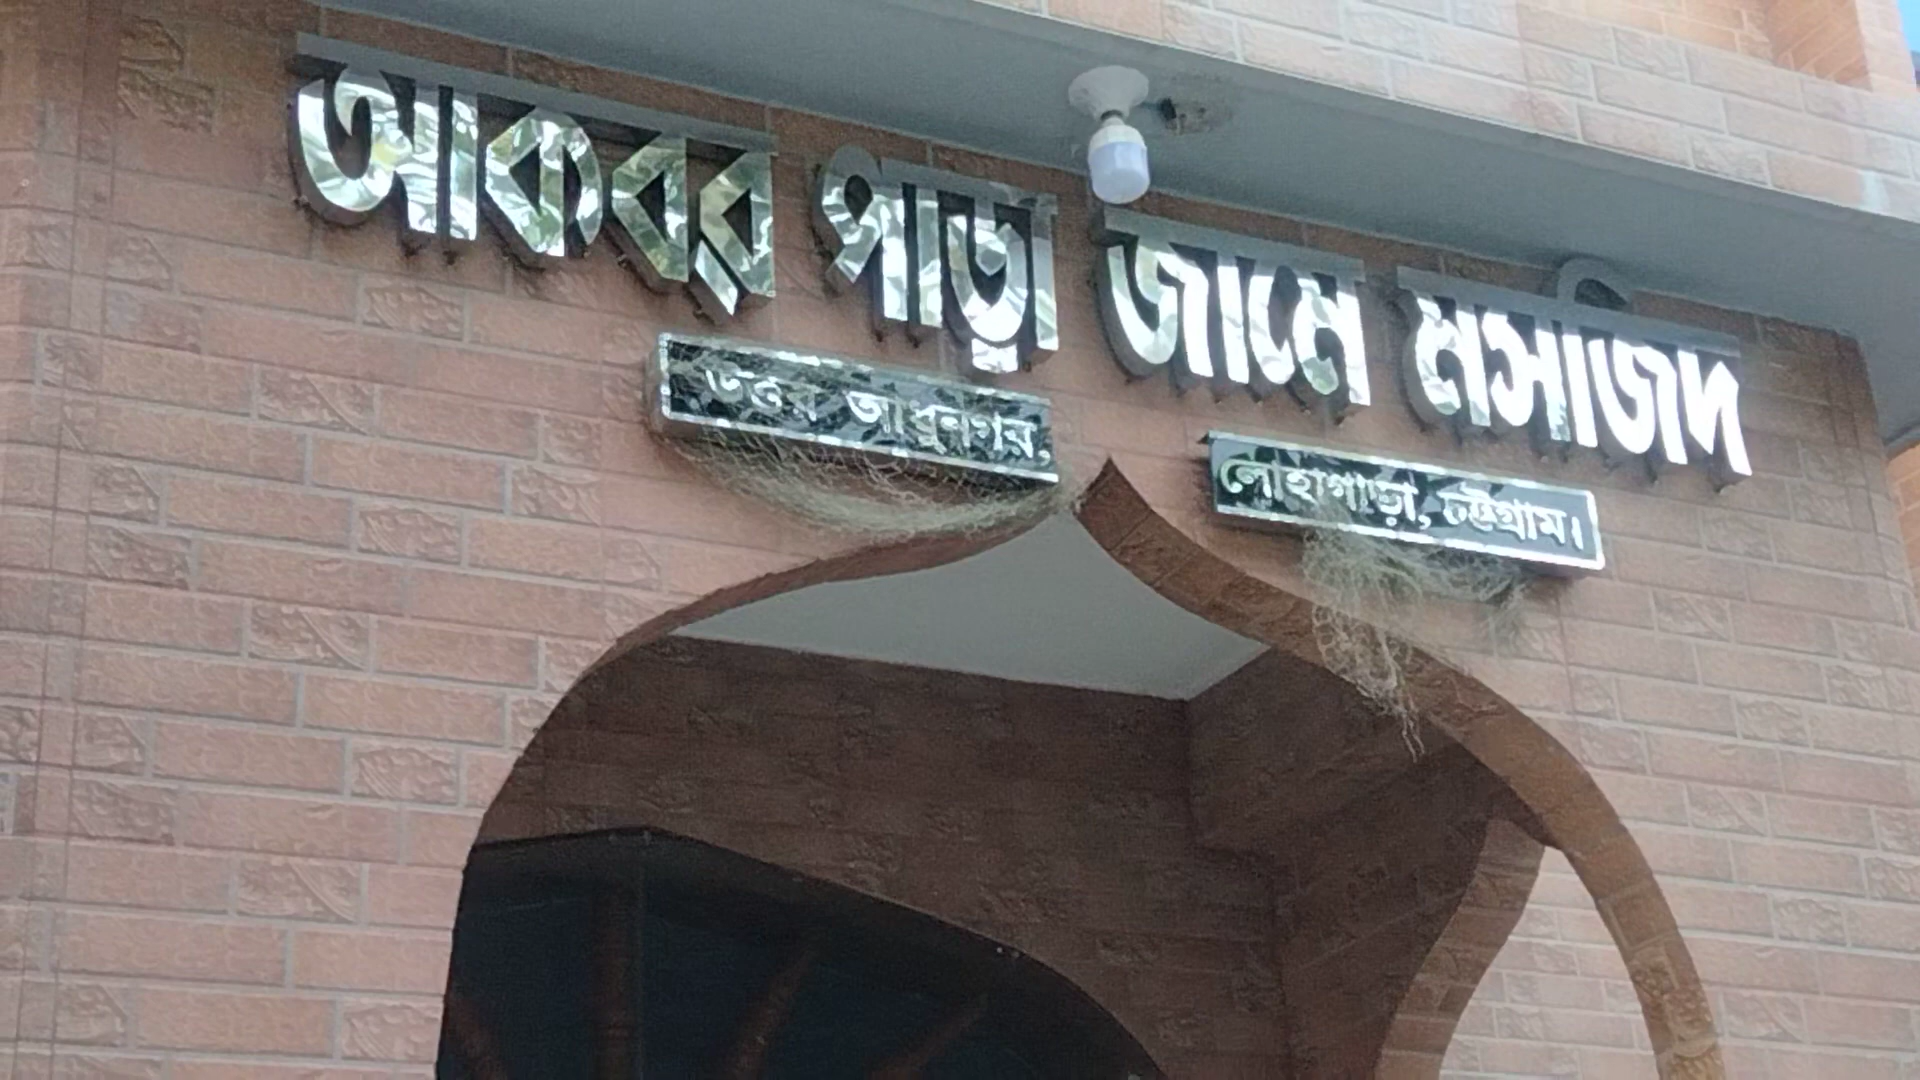 আকবর পাড়া জামে মসজিদ
উত্তর আধুনগর,
লোহাগাড়া, চট্টগ্রাম।